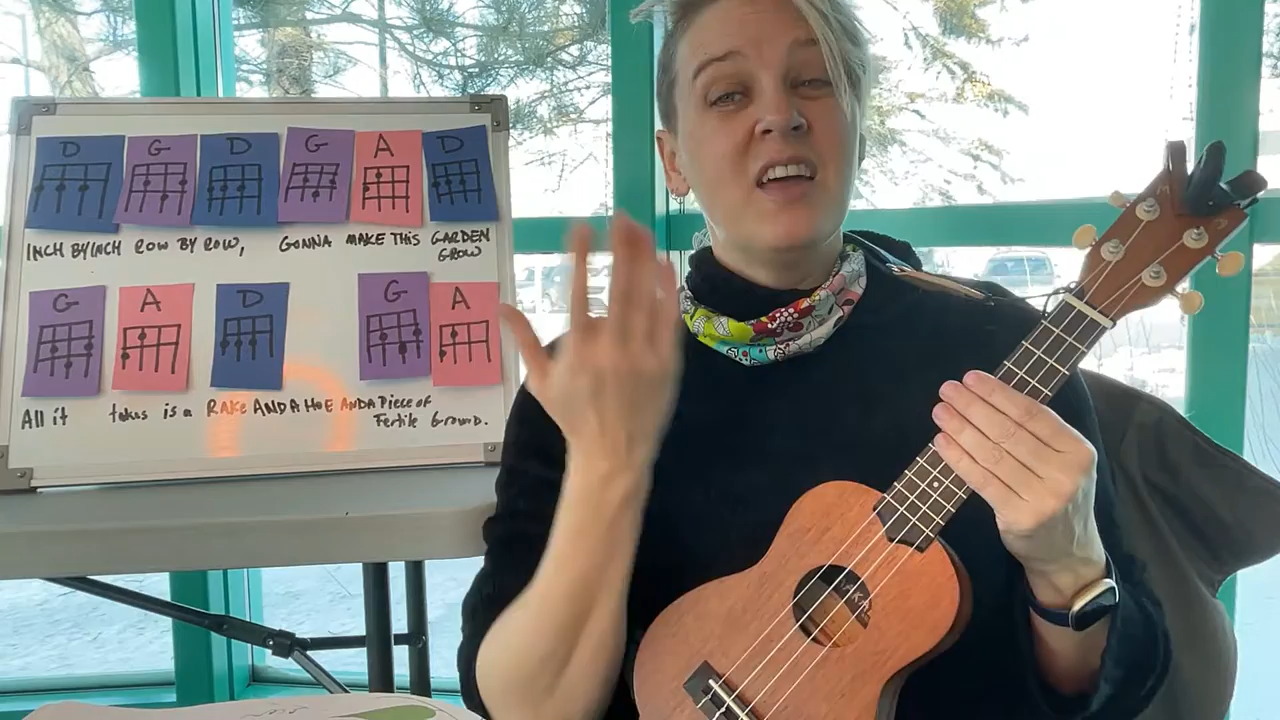 D G D G A D
INCH BY INCH ROW BY ROW, GONNA MAKE THIS GARDEN
GROW
G A D G A
All it takes is a RAKE AND A HOE AND A Piece of
Fertile Ground.